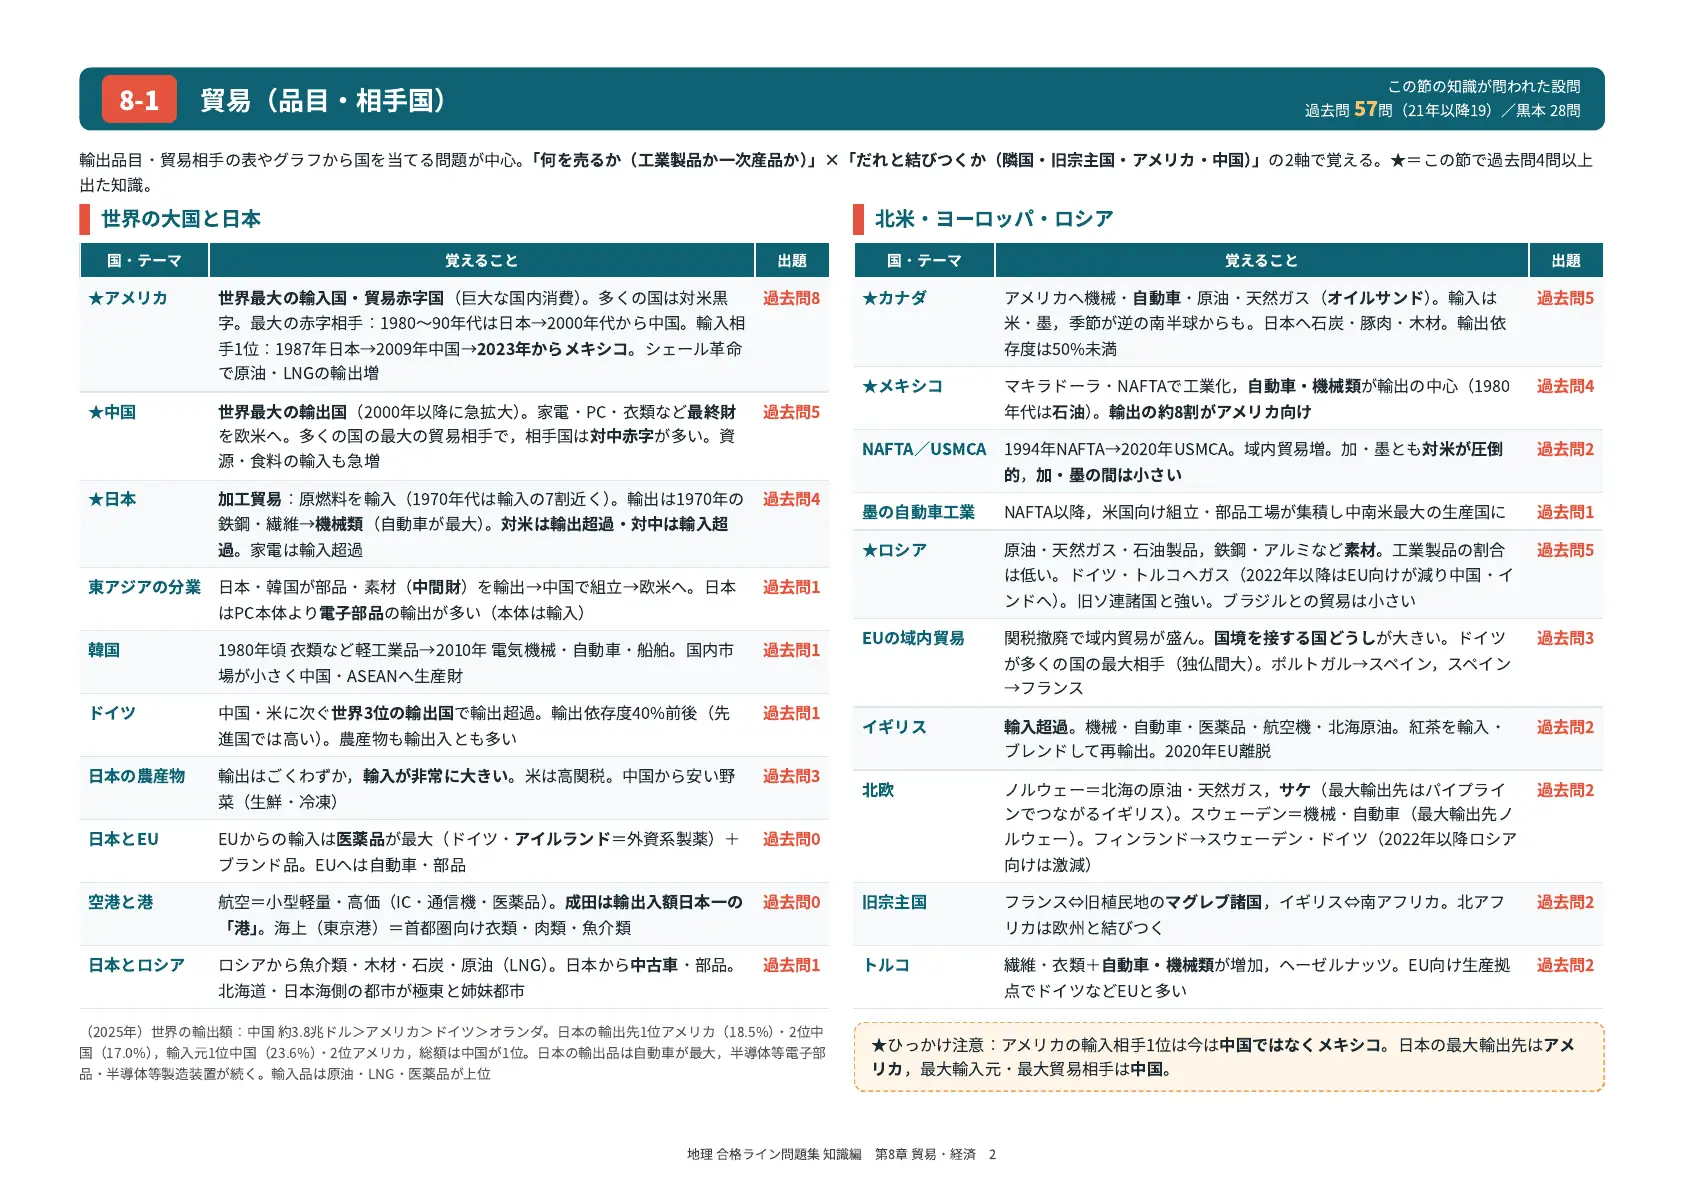 8-1 貿易（品目・相手国）
この節の知識が問われた設問
過去問 57問（21年以降19）／黒本 28問
輸出品目・貿易相手の表やグラフから国を当てる問題が中心。「何を売るか（工業製品か一次産品か）」×「だれと結びつくか（隣国・旧宗主国・アメリカ・中国）」の2軸で覚える。★＝この節で過去問4問以上
出た知識。
世界の大国と日本
国・テーマ 覚えること 出題
★アメリカ 世界最大の輸入国・貿易赤字国（巨大な国内消費）。多くの国は対米黒 過去問8
字。最大の赤字相手：1980〜90年代は日本→2000年代から中国。輸入相
手1位：1987年日本→2009年中国→2023年からメキシコ。シェール革命
で原油・LNGの輸出増
★中国 世界最大の輸出国（2000年以降に急拡大）。家電・PC・衣類など最終財 過去問5
を欧米へ。多くの国の最大の貿易相手で，相手国は対中赤字が多い。資
源・食料の輸入も急増
★日本 加工貿易：原燃料を輸入（1970年代は輸入の7割近く）。輸出は1970年の 過去問4
鉄鋼・繊維→機械類（自動車が最大）。対米は輸出超過・対中は輸入超
過。家電は輸入超過
東アジアの分業 日本・韓国が部品・素材（中間財）を輸出→中国で組立→欧米へ。日本 過去問1
はPC本体より電子部品の輸出が多い（本体は輸入）
韓国 1980年頃 衣類など軽工業品→2010年 電気機械・自動車・船舶。国内市 過去問1
場が小さく中国・ASEANへ生産財
ドイツ 中国・米に次ぐ世界3位の輸出国で輸出超過。輸出依存度40%前後（先 過去問1
進国では高い）。農産物も輸出入とも多い
日本の農産物 輸出はごくわずか，輸入が非常に大きい。米は高関税。中国から安い野 過去問3
菜（生鮮・冷凍）
日本とEU EUからの輸入は医薬品が最大（ドイツ・アイルランド＝外資系製薬）＋ 過去問0
ブランド品。EUへは自動車・部品
空港と港 航空＝小型軽量・高価（IC・通信機・医薬品）。成田は輸出入額日本一の 過去問0
「港」。海上（東京港）＝首都圏向け衣類・肉類・魚介類
日本とロシア ロシアから魚介類・木材・石炭・原油（LNG）。日本から中古車・部品。 過去問1
北海道・日本海側の都市が極東と姉妹都市
（2025年）世界の輸出額：中国 約3.8兆ドル＞アメリカ＞ドイツ＞オランダ。日本の輸出先1位アメリカ（18.5%）・2位中
国（17.0%），輸入元1位中国（23.6%）・2位アメリカ，総額は中国が1位。日本の輸出品は自動車が最大，半導体等電子部
品・半導体等製造装置が続く。輸入品は原油・LNG・医薬品が上位
北米・ヨーロッパ・ロシア
国・テーマ 覚えること 出題
★カナダ アメリカへ機械・自動車・原油・天然ガス（オイルサンド）。輸入は 過去問5
米・墨，季節が逆の南半球からも。日本へ石炭・豚肉・木材。輸出依
存度は50%未満
★メキシコ マキラドーラ・NAFTAで工業化，自動車・機械類が輸出の中心（1980 過去問4
年代は石油）。輸出の約8割がアメリカ向け
NAFTA／USMCA 1994年NAFTA→2020年USMCA。域内貿易増。加・墨とも対米が圧倒 過去問2
的，加・墨の間は小さい
墨の自動車工業 NAFTA以降，米国向け組立・部品工場が集積し中南米最大の生産国に 過去問1
★ロシア 原油・天然ガス・石油製品，鉄鋼・アルミなど素材。工業製品の割合 過去問5
は低い。ドイツ・トルコへガス（2022年以降はEU向けが減り中国・イ
ンドへ）。旧ソ連諸国と強い。ブラジルとの貿易は小さい
EUの域内貿易 関税撤廃で域内貿易が盛ん。国境を接する国どうしが大きい。ドイツ 過去問3
が多くの国の最大相手（独仏間大）。ポルトガル→スペイン，スペイン
→フランス
イギリス 輸入超過。機械・自動車・医薬品・航空機・北海原油。紅茶を輸入・ 過去問2
ブレンドして再輸出。2020年EU離脱
北欧 ノルウェー＝北海の原油・天然ガス，サケ（最大輸出先はパイプライ 過去問2
ンでつながるイギリス）。スウェーデン＝機械・自動車（最大輸出先ノ
ルウェー）。フィンランド→スウェーデン・ドイツ（2022年以降ロシア
向けは激減）
旧宗主国 フランス⇔旧植民地のマグレブ諸国，イギリス⇔南アフリカ。北アフ 過去問2
リカは欧州と結びつく
トルコ 繊維・衣類＋自動車・機械類が増加，ヘーゼルナッツ。EU向け生産拠 過去問2
点でドイツなどEUと多い
★ひっかけ注意：アメリカの輸入相手1位は今は中国ではなくメキシコ。日本の最大輸出先はアメ
リカ，最大輸入元・最大貿易相手は中国。
地理 合格ライン問題集 知識編　第8章 貿易・経済　2